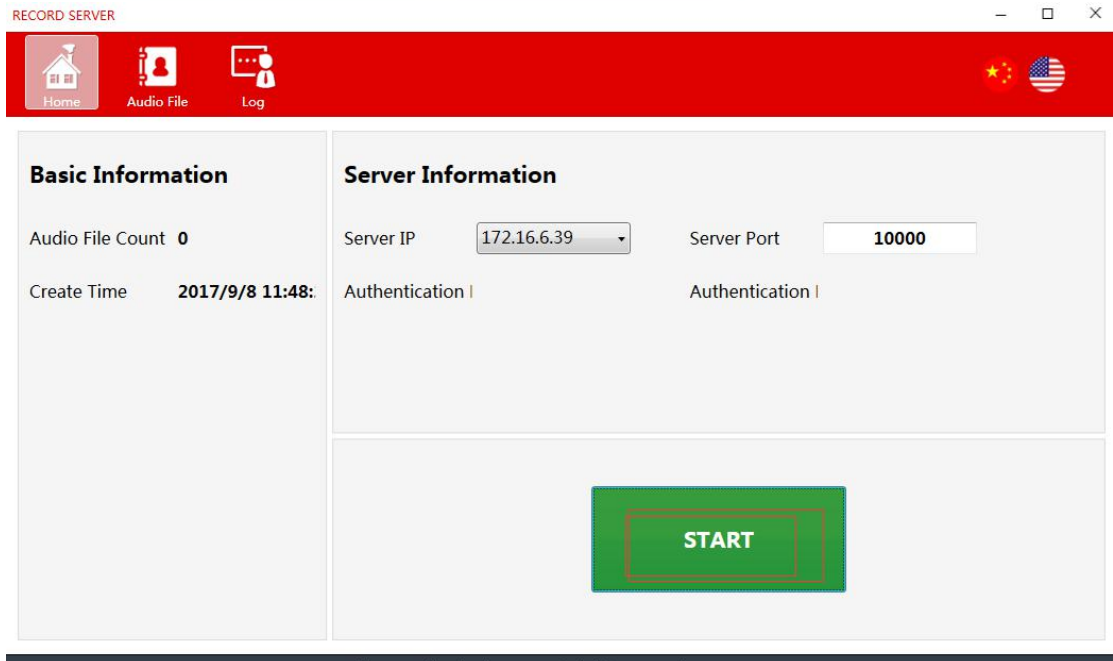 RECORD SERVER
Home
Audio File
Log
Basic Information
Audio File Count 0
Create Time 2017/9/8 11:48:
Server Information
Server IP 172.16.6.39 Server Port 10000
Authentication Authentication
START